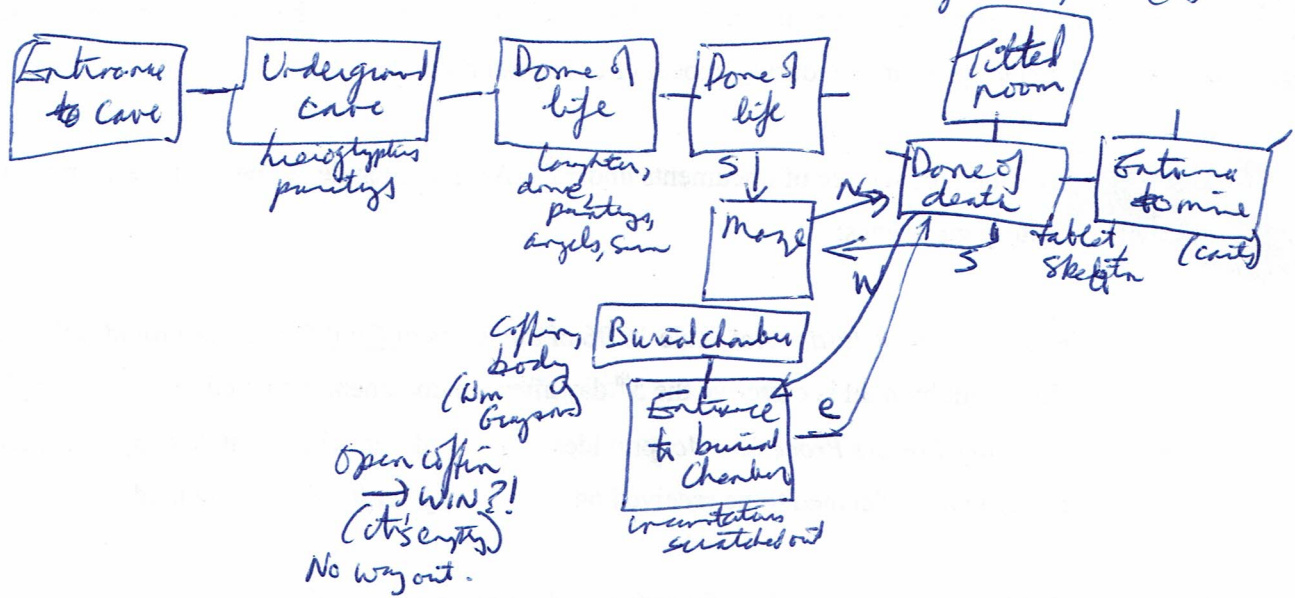 Entrance
to Cave
Underground
cave
hieroglyphs
paintings
Dome of
life
laughter,
dome,
paintings,
angels, sun
Dome of
life
S
Maze
N
Tilted
room
Dome of
death
tablet,
skeleton
S
W
Entrance
to mine
(carts)
Burial chamber
Coffin,
body
(Wm
Grayson)
Entrance
to burial
Chamber
e
incantations
scratched out
Open coffin
→ WIN?!
(it's empty)
No way out.